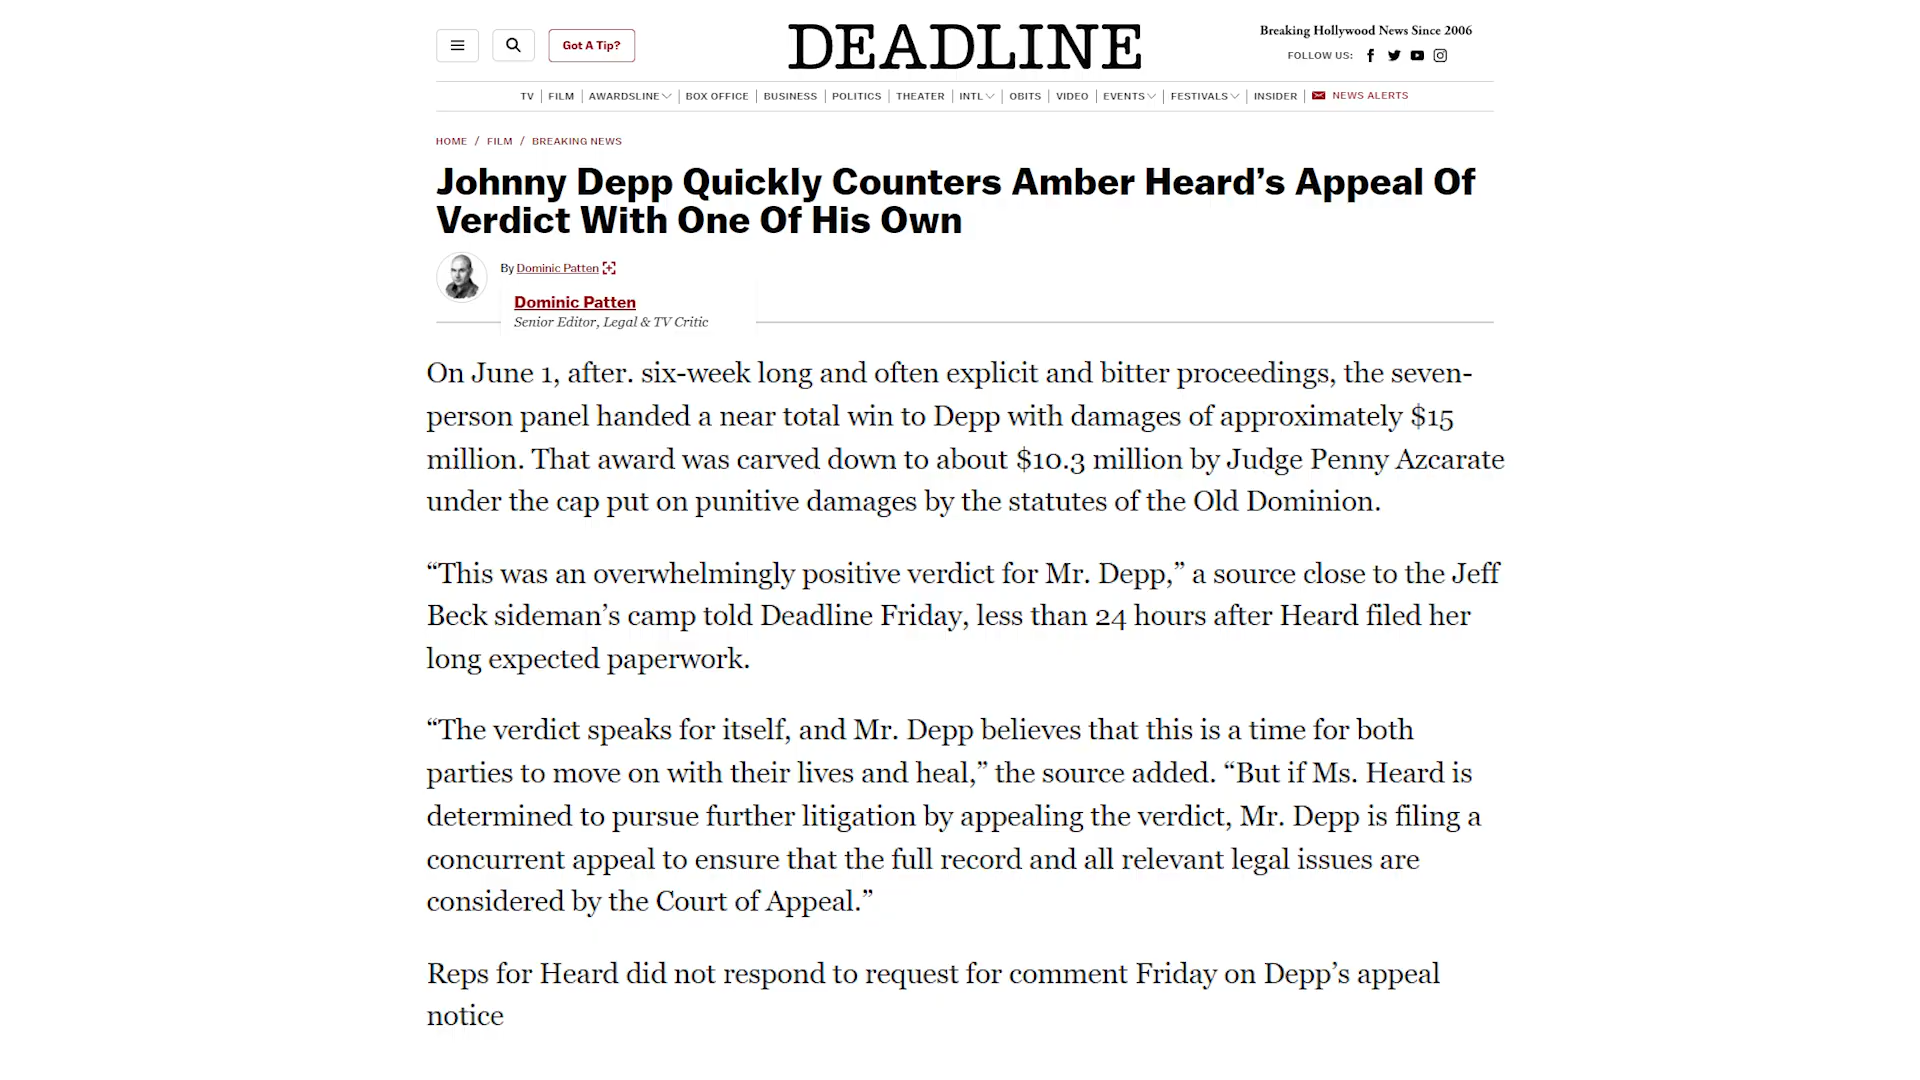 Got A Tip?
DEADLINE
Breaking Hollywood News Since 2006
FOLLOW US:
TV FILM AWARDSLINE BOX OFFICE BUSINESS POLITICS THEATER INTL OBITS VIDEO EVENTS FESTIVALS INSIDER NEWS ALERTS
HOME / FILM / BREAKING NEWS
Johnny Depp Quickly Counters Amber Heard’s Appeal Of
Verdict With One Of His Own
By Dominic Patten
Dominic Patten
Senior Editor, Legal & TV Critic
On June 1, after. six-week long and often explicit and bitter proceedings, the seven-
person panel handed a near total win to Depp with damages of approximately $15
million. That award was carved down to about $10.3 million by Judge Penny Azcarate
under the cap put on punitive damages by the statutes of the Old Dominion.
“This was an overwhelmingly positive verdict for Mr. Depp,” a source close to the Jeff
Beck sideman’s camp told Deadline Friday, less than 24 hours after Heard filed her
long expected paperwork.
“The verdict speaks for itself, and Mr. Depp believes that this is a time for both
parties to move on with their lives and heal,” the source added. “But if Ms. Heard is
determined to pursue further litigation by appealing the verdict, Mr. Depp is filing a
concurrent appeal to ensure that the full record and all relevant legal issues are
considered by the Court of Appeal.”
Reps for Heard did not respond to request for comment Friday on Depp’s appeal
notice